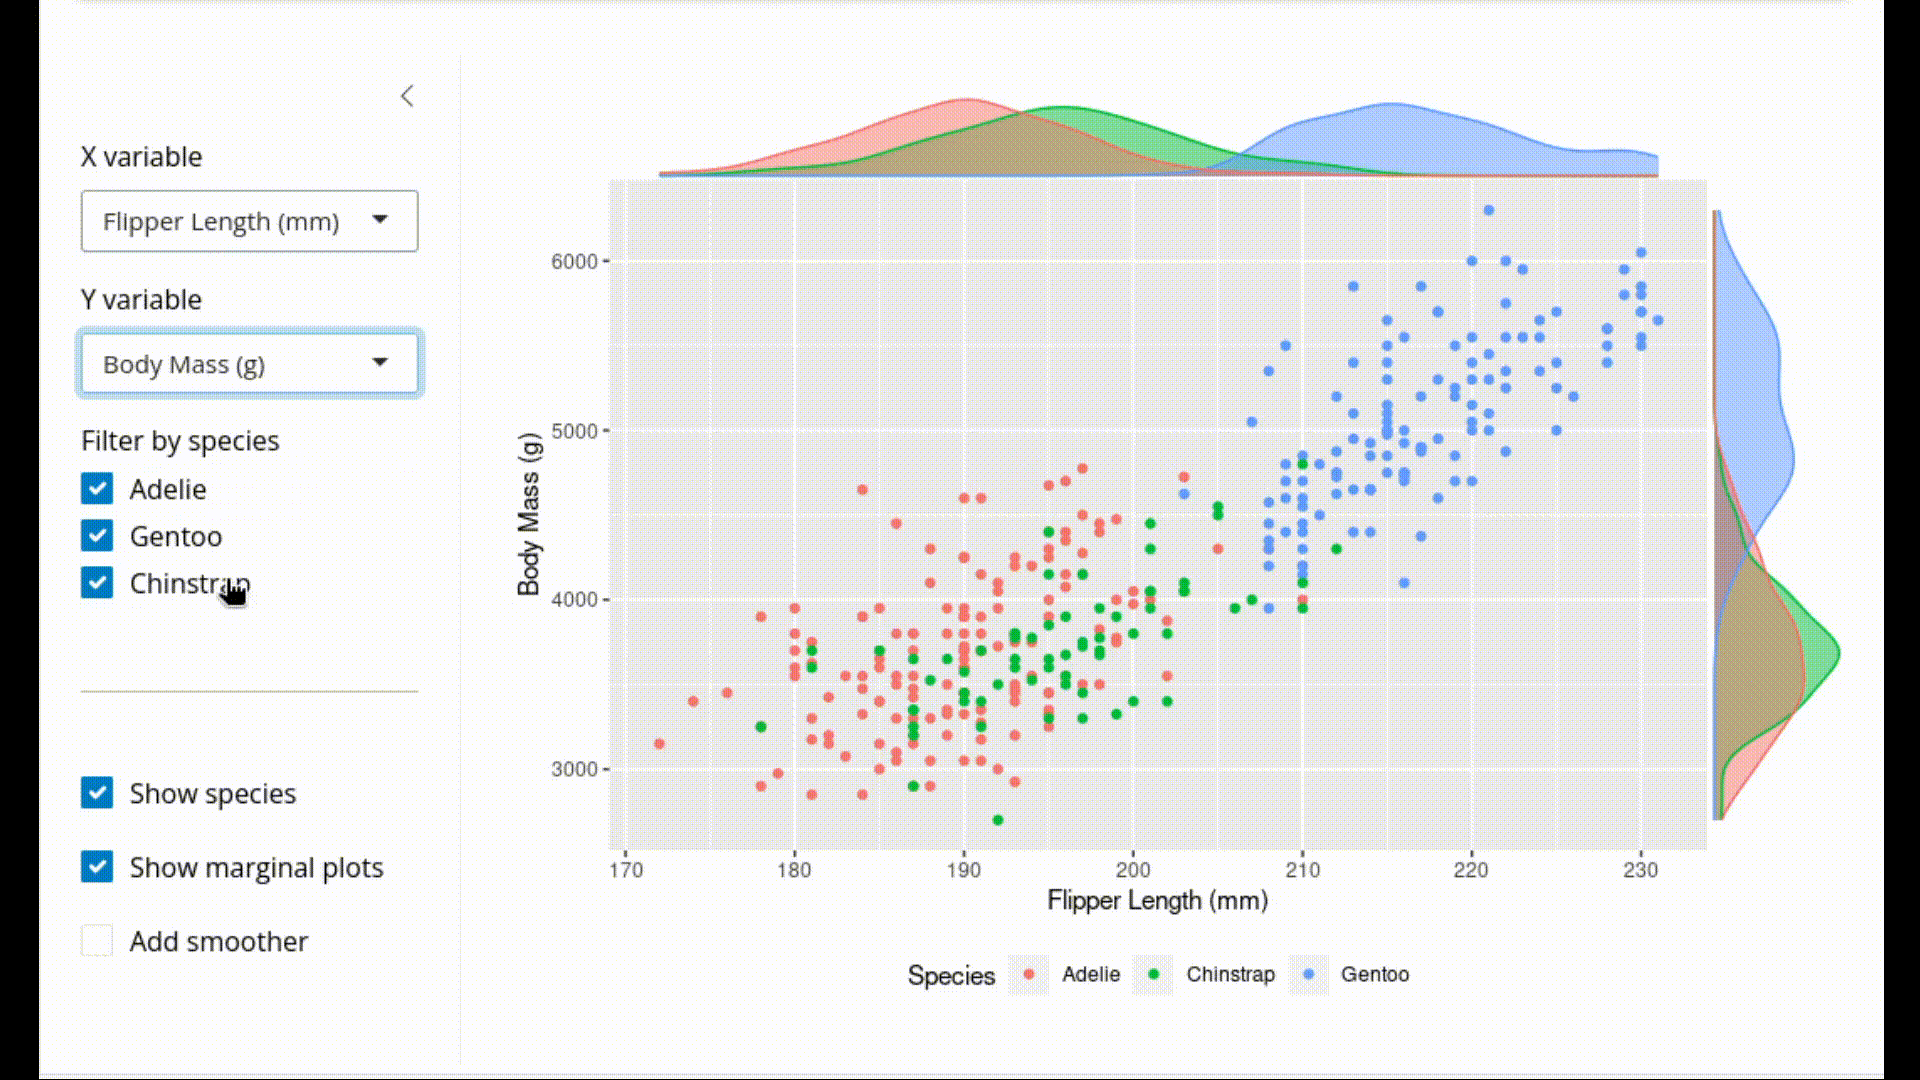 X variable
Flipper Length (mm)
Y variable
Body Mass (g)
Filter by species
Adelie
Gentoo
Chinstrap
Show species
Show marginal plots
Add smoother
Body Mass (g)
6000
5000
4000
3000
170 180 190 200 210 220 230
Flipper Length (mm)
Species Adelie Chinstrap Gentoo